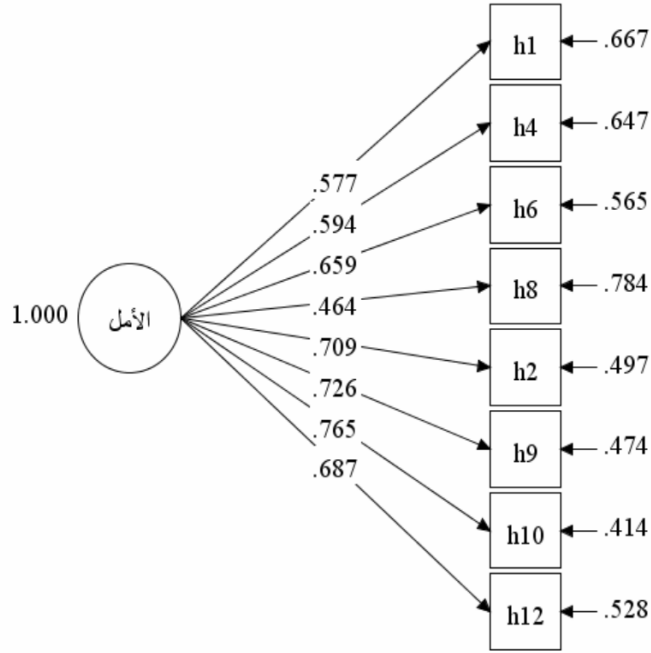 h1 .667
h4 .647
.577
h6 .565
.594
.659
h8 .784
.464
1.000 الأمل
.709
h2 .497
.726
.765
h9 .474
.687
h10 .414
h12 .528